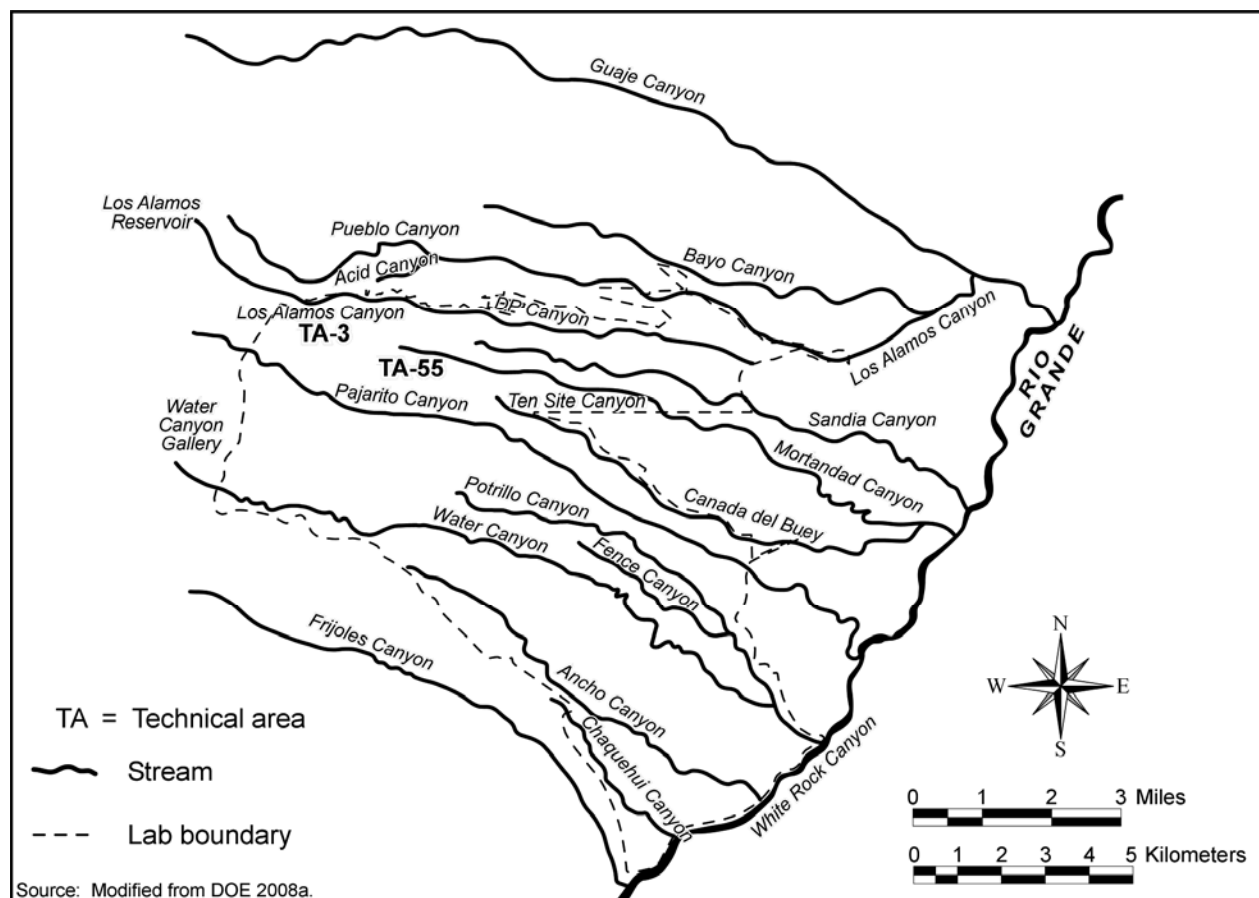 Guaje Canyon
Los Alamos
Reservoir
Pueblo Canyon
Acid Canyon
Bayo Canyon
Los Alamos Canyon
DP Canyon
Los Alamos Canyon
TA-3
TA-55
RIO
GRANDE
Pajarito Canyon
Ten Site Canyon
Sandia Canyon
Water
Canyon
Gallery
Mortandad Canyon
Potrillo Canyon
Canada del Buey
Water Canyon
Fence Canyon
Frijoles Canyon
Ancho Canyon
Chaquehui Canyon
White Rock Canyon
N
W E
S
TA = Technical area
Stream
Lab boundary
0 1 2 3 Miles
0 1 2 3 4 5 Kilometers
Source: Modified from DOE 2008a.